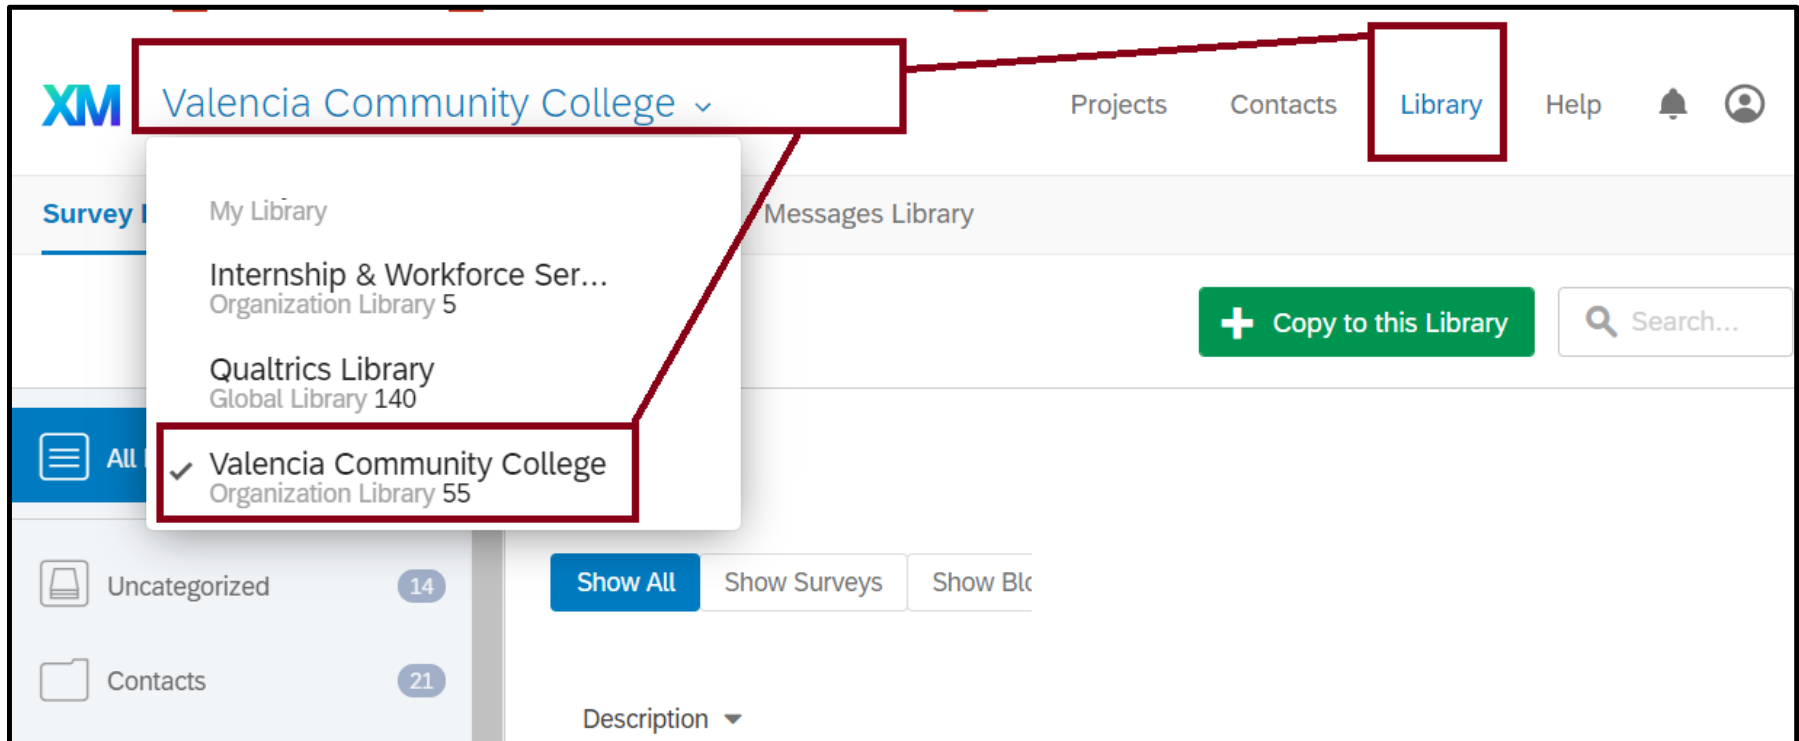 XM Valencia Community College
Projects Contacts Library Help
Survey
My Library
Messages Library
Internship & Workforce Ser...
Organization Library 5
Copy to this Library
Search...
Qualtrics Library
Global Library 140
All
Valencia Community College
Organization Library 55
Uncategorized 14
Show All Show Surveys Show Blo
Contacts 21
Description